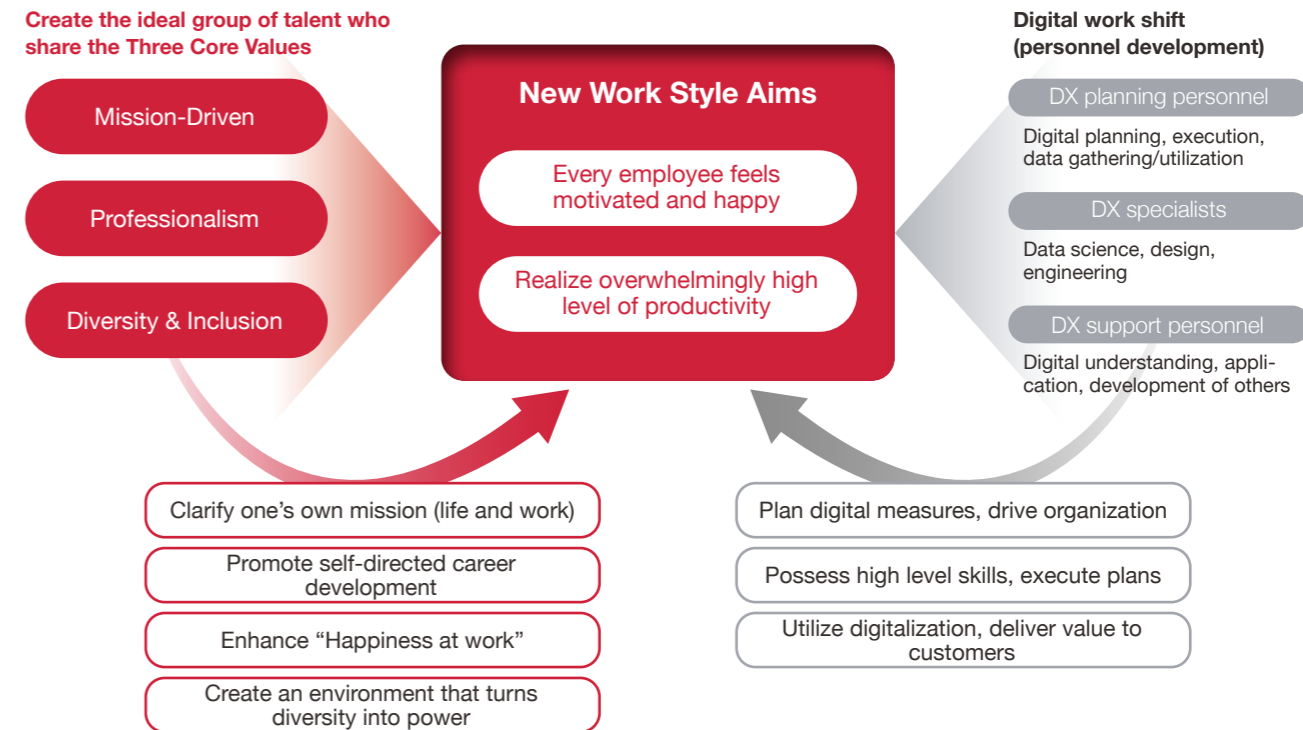 Create the ideal group of talent who
share the Three Core Values
Mission-Driven
Professionalism
Diversity & Inclusion
New Work Style Aims
Every employee feels
motivated and happy
Realize overwhelmingly high
level of productivity
Digital work shift
(personnel development)
DX planning personnel
Digital planning, execution,
data gathering/utilization
DX specialists
Data science, design,
engineering
DX support personnel
Digital understanding, appli-
cation, development of others
Clarify one’s own mission (life and work)
Promote self-directed career
development
Enhance “Happiness at work”
Create an environment that turns
diversity into power
Plan digital measures, drive organization
Possess high level skills, execute plans
Utilize digitalization, deliver value to
customers